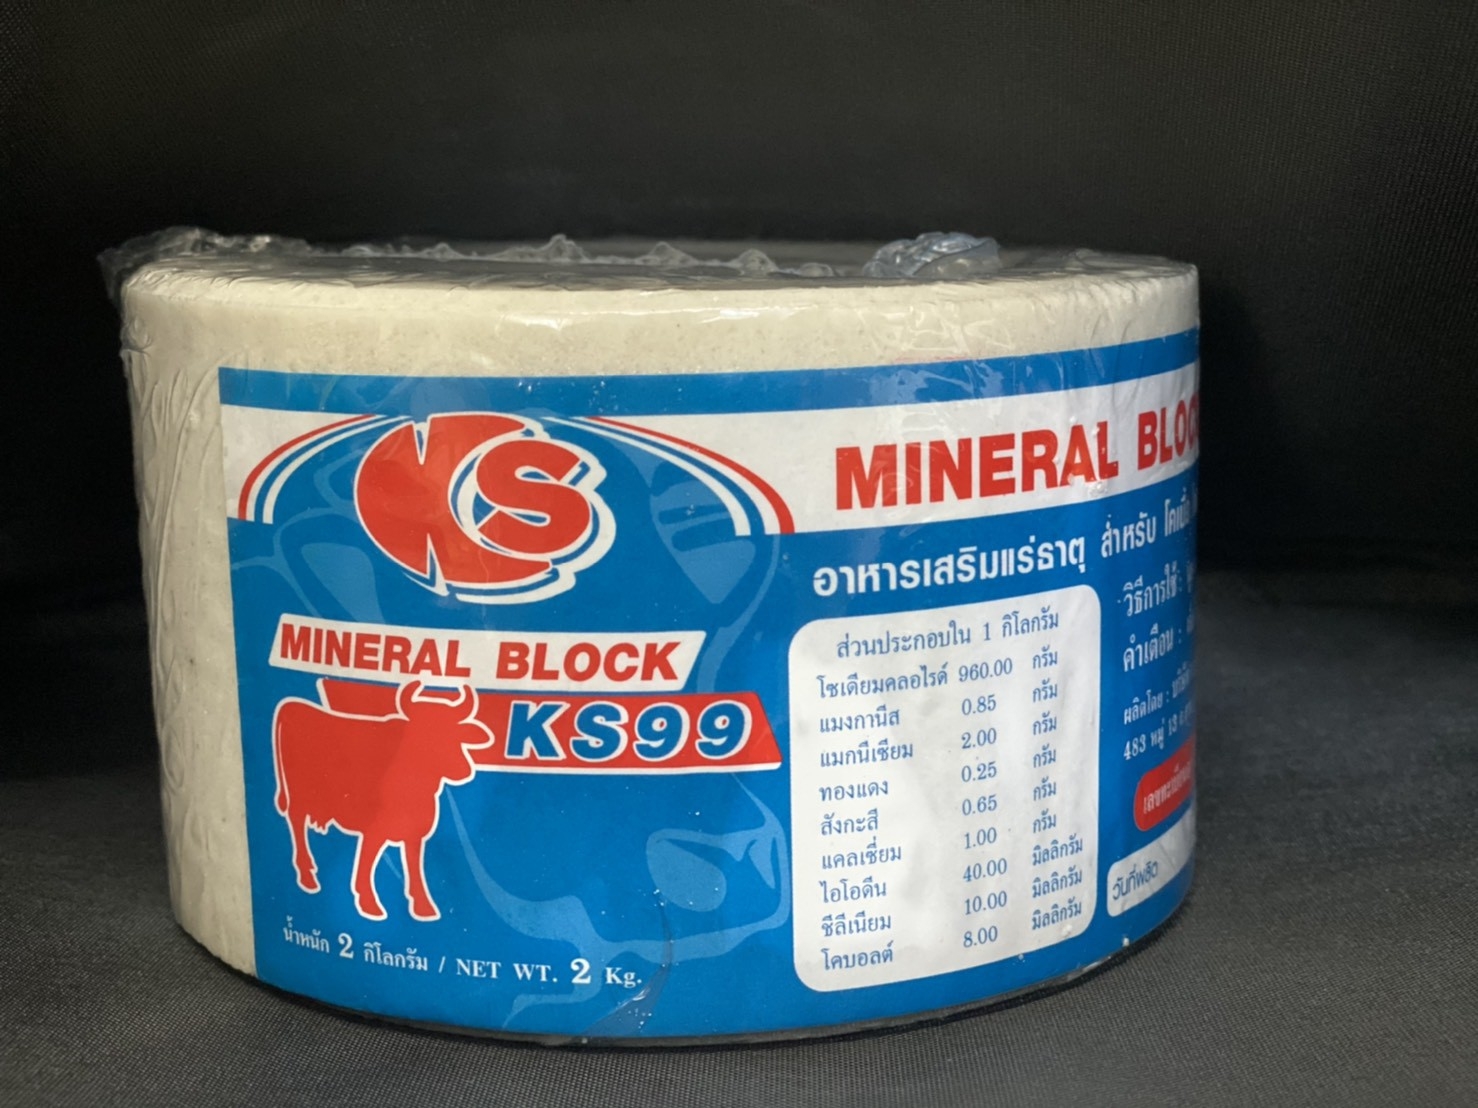 KS
MINERAL BLOCK
KS99
น้ำหนัก 2 กิโลกรัม / NET WT. 2 Kg.
MINERAL BLOCK
อาหารเสริมแร่ธาตุ สำหรับ โคเนื้อ
ส่วนประกอบใน 1 กิโลกรัม
โซเดียมคลอไรด์ 960.00 กรัม
แมงกานีส 0.85 กรัม
แมกนีเซียม 2.00 กรัม
ทองแดง 0.25 กรัม
สังกะสี 0.65 กรัม
แคลเซี่ยม 1.00 กรัม
ไอโอดีน 40.00 มิลลิกรัม
ซีลีเนียม 10.00 มิลลิกรัม
โคบอลต์ 8.00 มิลลิกรัม
วิธีการใช้ :
คำเตือน :
ผลิตโดย :
483 หมู่ 13
วันที่ผลิต